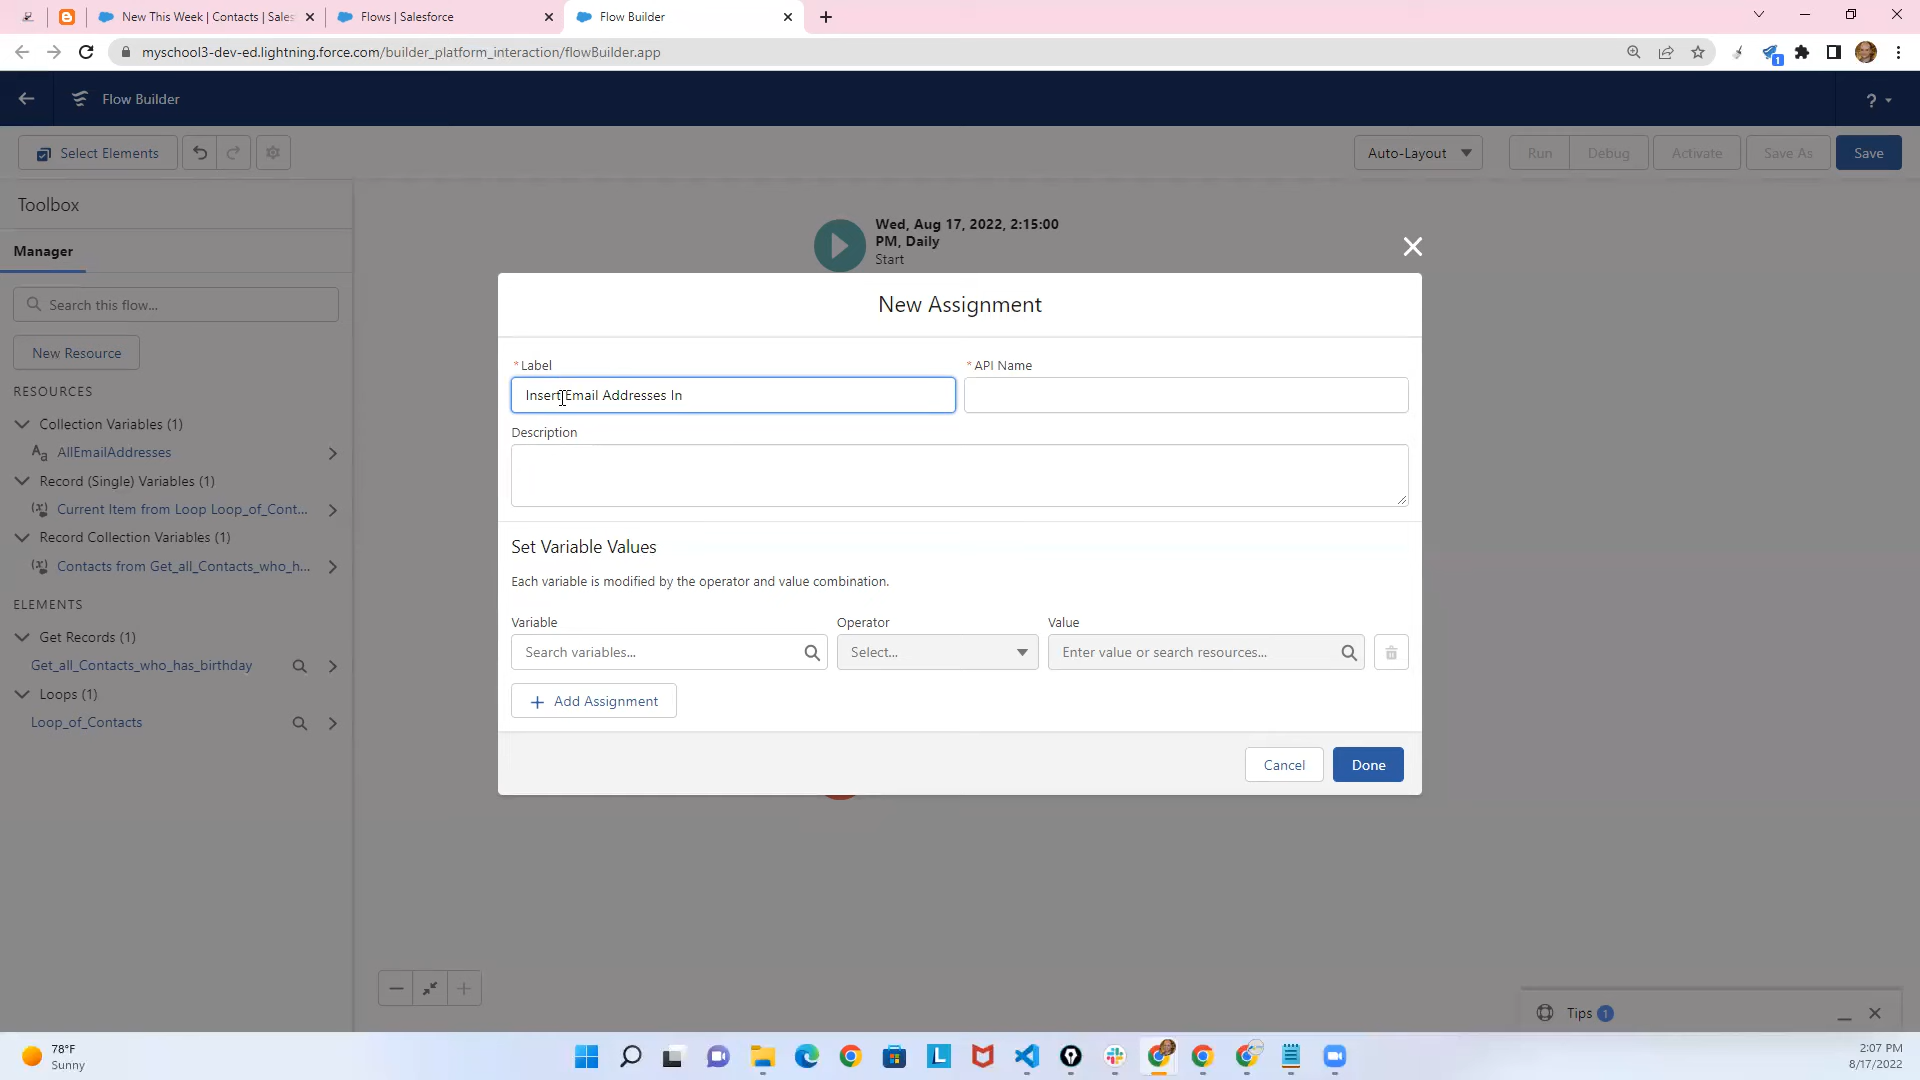 New This Week | Contacts | Sales
Flows | Salesforce
Flow Builder
myschool3-dev-ed.lightning.force.com/builder_platform_interaction/flowBuilder.app
1
Flow Builder
?
Select Elements
Auto-Layout
Run
Debug
Activate
Save As
Save
Toolbox
Manager
Search this flow...
New Resource
RESOURCES
Collection Variables (1)
AllEmailAddresses
Record (Single) Variables (1)
Current Item from Loop Loop_of_Cont...
Record Collection Variables (1)
Contacts from Get_all_Contacts_who_h...
ELEMENTS
Get Records (1)
Get_all_Contacts_who_has_birthday
Loops (1)
Loop_of_Contacts
Wed, Aug 17, 2022, 2:15:00
PM, Daily
Start
New Assignment
*Label
*API Name
Insert Email Addresses In
Description
Set Variable Values
Each variable is modified by the operator and value combination.
Variable
Operator
Value
Search variables...
Select...
Enter value or search resources...
+ Add Assignment
Cancel
Done
Tips 1
78°F
Sunny
2:07 PM
8/17/2022